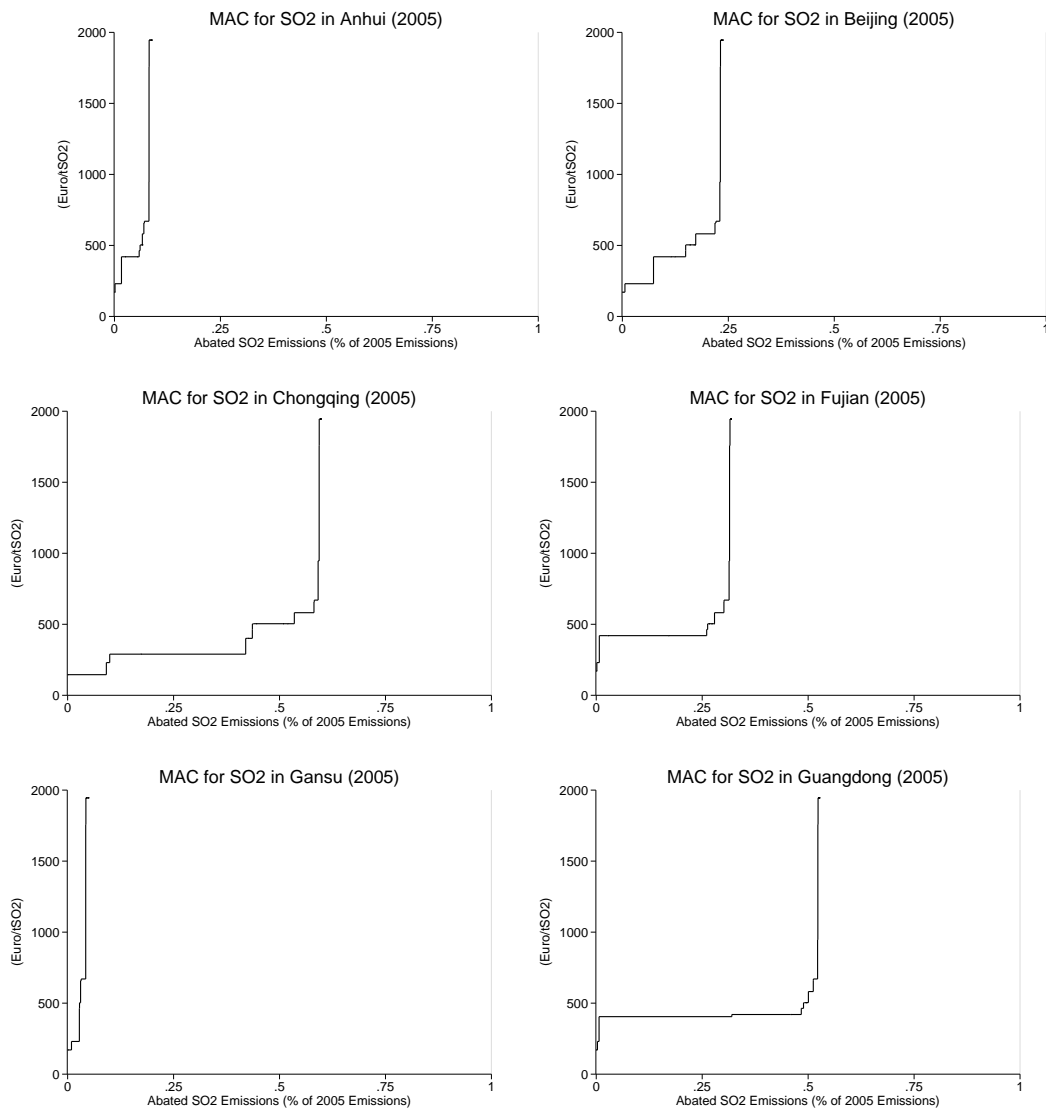 MAC for SO2 in Anhui (2005)
(Euro/tSO2)
2000
1500
1000
500
0
0 .25 .5 .75 1
Abated SO2 Emissions (% of 2005 Emissions)
MAC for SO2 in Beijing (2005)
(Euro/tSO2)
2000
1500
1000
500
0
0 .25 .5 .75 1
Abated SO2 Emissions (% of 2005 Emissions)
MAC for SO2 in Chongqing (2005)
(Euro/tSO2)
2000
1500
1000
500
0
0 .25 .5 .75 1
Abated SO2 Emissions (% of 2005 Emissions)
MAC for SO2 in Fujian (2005)
(Euro/tSO2)
2000
1500
1000
500
0
0 .25 .5 .75 1
Abated SO2 Emissions (% of 2005 Emissions)
MAC for SO2 in Gansu (2005)
(Euro/tSO2)
2000
1500
1000
500
0
0 .25 .5 .75 1
Abated SO2 Emissions (% of 2005 Emissions)
MAC for SO2 in Guangdong (2005)
(Euro/tSO2)
2000
1500
1000
500
0
0 .25 .5 .75 1
Abated SO2 Emissions (% of 2005 Emissions)